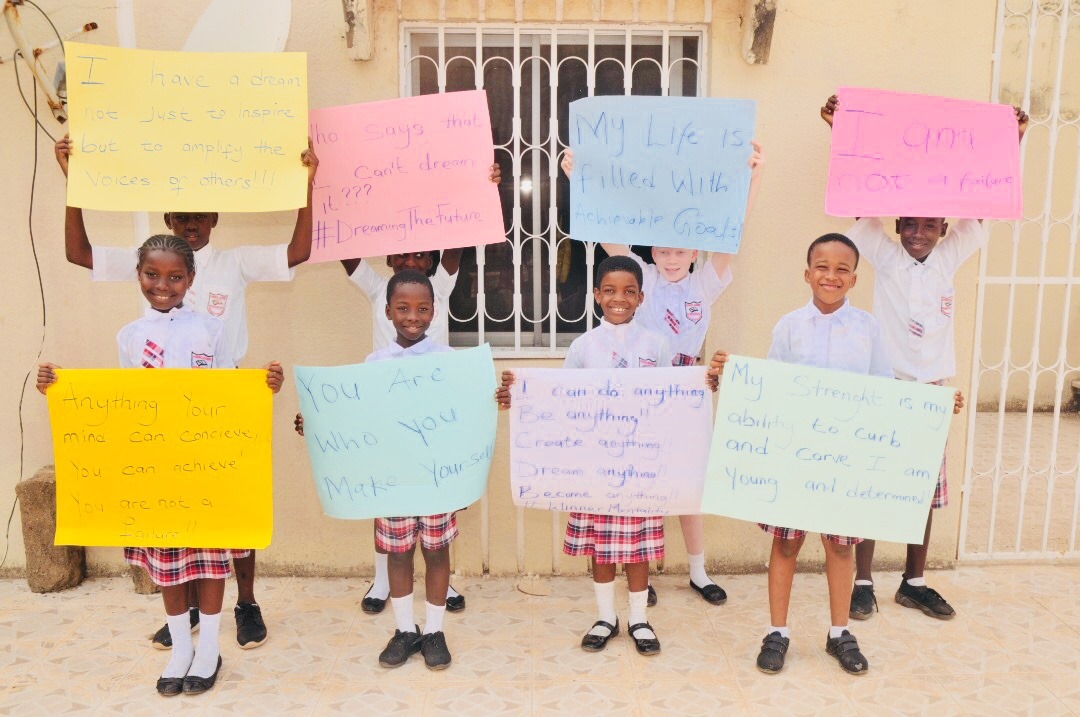 I have a dream
not Just to inspire
but to amplify the
Voices of others!!!
Who Says that
I Can't dream
it???
#DreamingTheFuture
My Life is
filled With
Achievable Goals!
I am
not a failure
Anything Your
mind can concieve,
You can achieve!
You are not a
Failure!!
You Are
Who You
Make Yourself
I can do anything
Be anything!!
Create anything!!
Dream anything!!
Become anything!!
!! Winner Mentality
My Strenght is my
ability to curb
and carve I am
Young and determined!